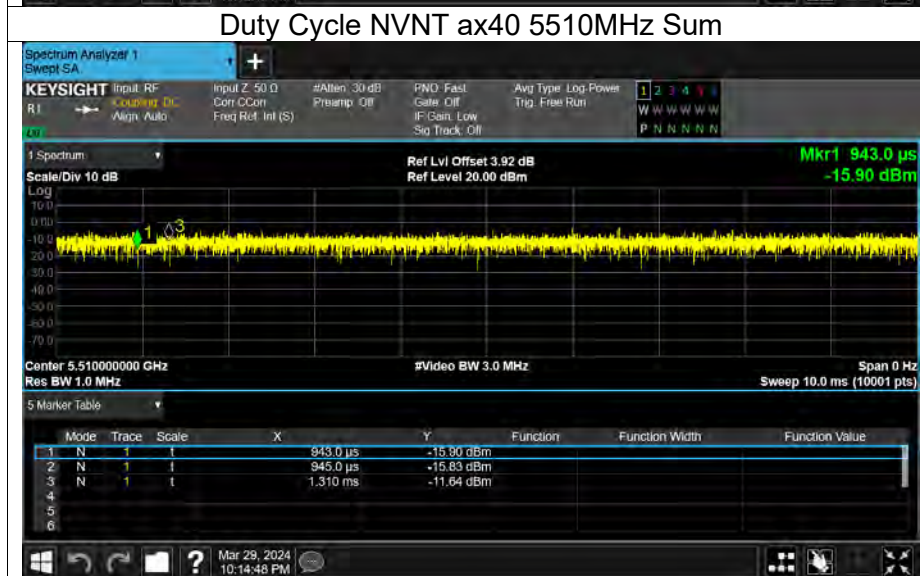 Duty Cycle NVNT ax40 5510MHz Sum
Spectrum Analyzer 1
Swept SA
+
KEYSIGHT Input: RF Input Z: 50 Ω #Atten: 30 dB PNO: Fast Avg Type: Log-Power 1 2 3 4 5 6
Coupling: DC Corr CCorr Preamp: Off Gate: Off Trig: Free Run W W W W W W
Align: Auto Freq Ref: Int (S) IF Gain: Low
Sig Track: Off P N N N N N
1 Spectrum
Scale/Div 10 dB
Ref Lvl Offset 3.92 dB
Ref Level 20.00 dBm
Mkr1 943.0 µs
-15.90 dBm
Log
10.0
0.00
-10.0
-20.0
-30.0
-40.0
-50.0
-60.0
-70.0
1
3
Center 5.510000000 GHz #Video BW 3.0 MHz Span 0 Hz
Res BW 1.0 MHz Sweep 10.0 ms (10001 pts)
5 Marker Table
Mode Trace Scale X Y Function Function Width Function Value
1 N 1 t 943.0 µs -15.90 dBm
2 N 1 t 945.0 µs -15.83 dBm
3 N 1 t 1.310 ms -11.64 dBm
4
5
6
? Mar 29, 2024
10:14:48 PM